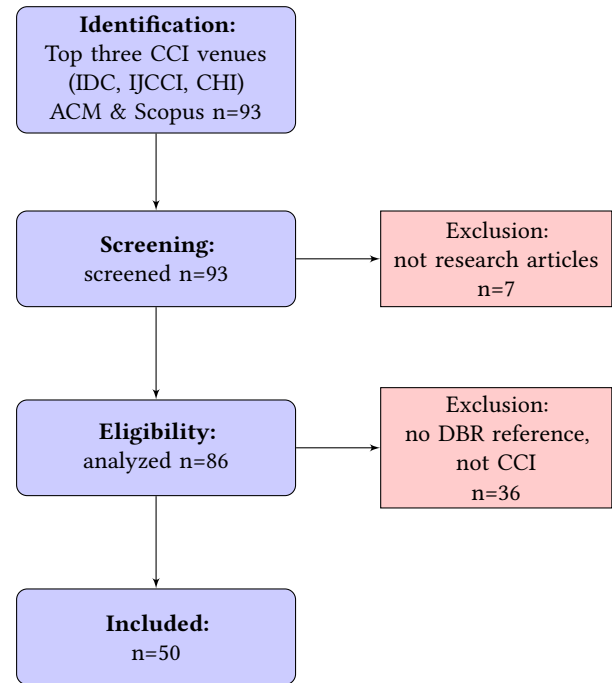 Identification:
Top three CCI venues
(IDC, IJCCI, CHI)
ACM & Scopus n=93
Screening:
screened n=93
Exclusion:
not research articles
n=7
Eligibility:
analyzed n=86
Exclusion:
no DBR reference,
not CCI
n=36
Included:
n=50